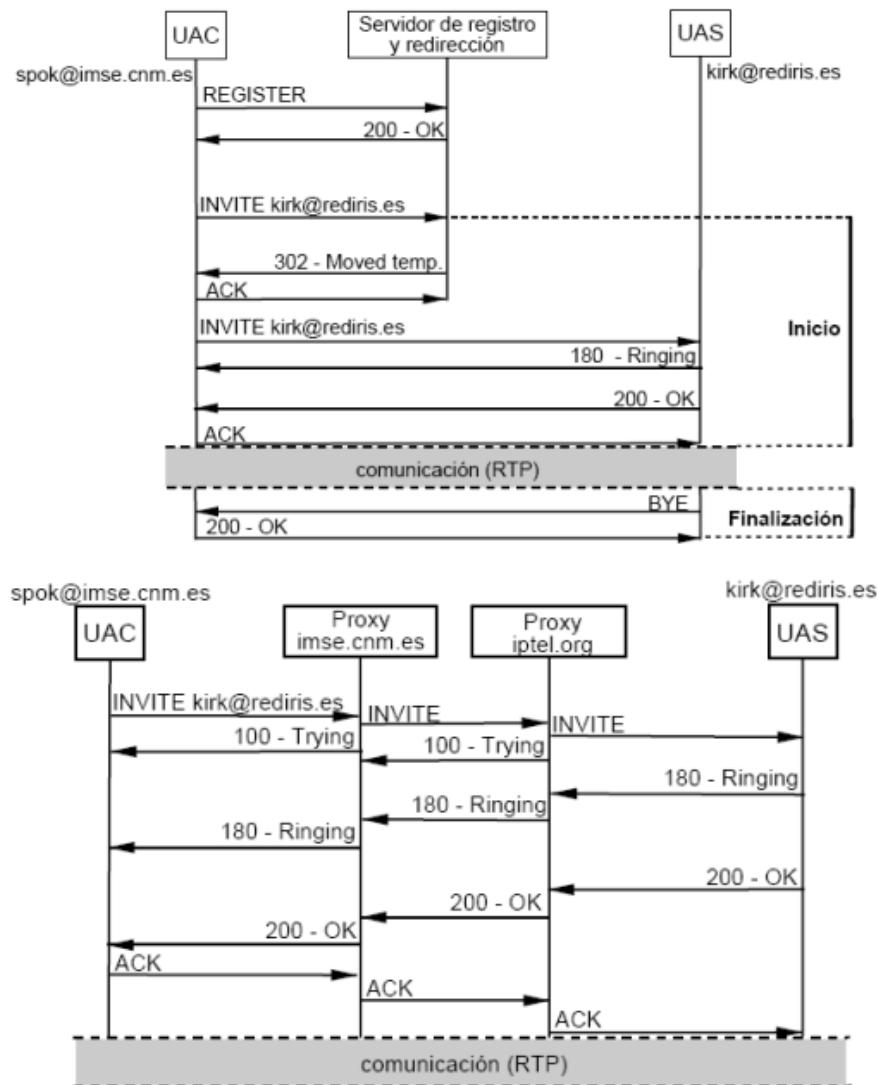 UAC
Servidor de registro
y redirección
UAS
spok@imse.cnm.es
kirk@rediris.es
REGISTER
200 - OK
INVITE kirk@rediris.es
302 - Moved temp.
ACK
INVITE kirk@rediris.es
Inicio
180 - Ringing
200 - OK
ACK
comunicación (RTP)
BYE
200 - OK
Finalización
spok@imse.cnm.es
kirk@rediris.es
UAC
Proxy
imse.cnm.es
Proxy
iptel.org
UAS
INVITE kirk@rediris.es
INVITE
INVITE
100 - Trying
100 - Trying
180 - Ringing
180 - Ringing
180 - Ringing
200 - OK
200 - OK
200 - OK
ACK
ACK
ACK
comunicación (RTP)